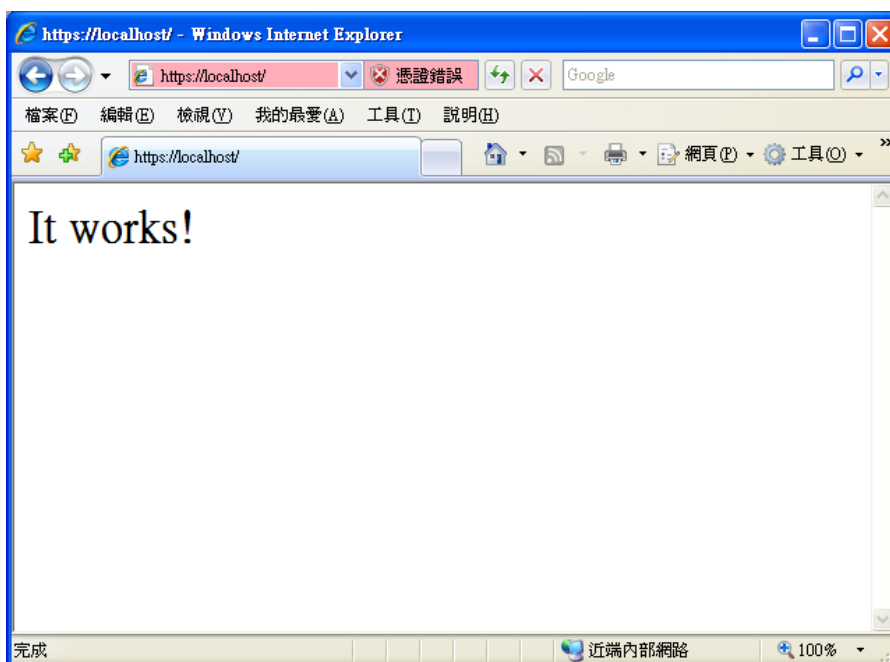 https://localhost/ - Windows Internet Explorer
https://localhost/ 憑證錯誤 Google
檔案(F) 編輯(E) 檢視(V) 我的最愛(A) 工具(T) 說明(H)
https://localhost/ 網頁(P) 工具(O) »
It works!
完成 近端內部網路 100%